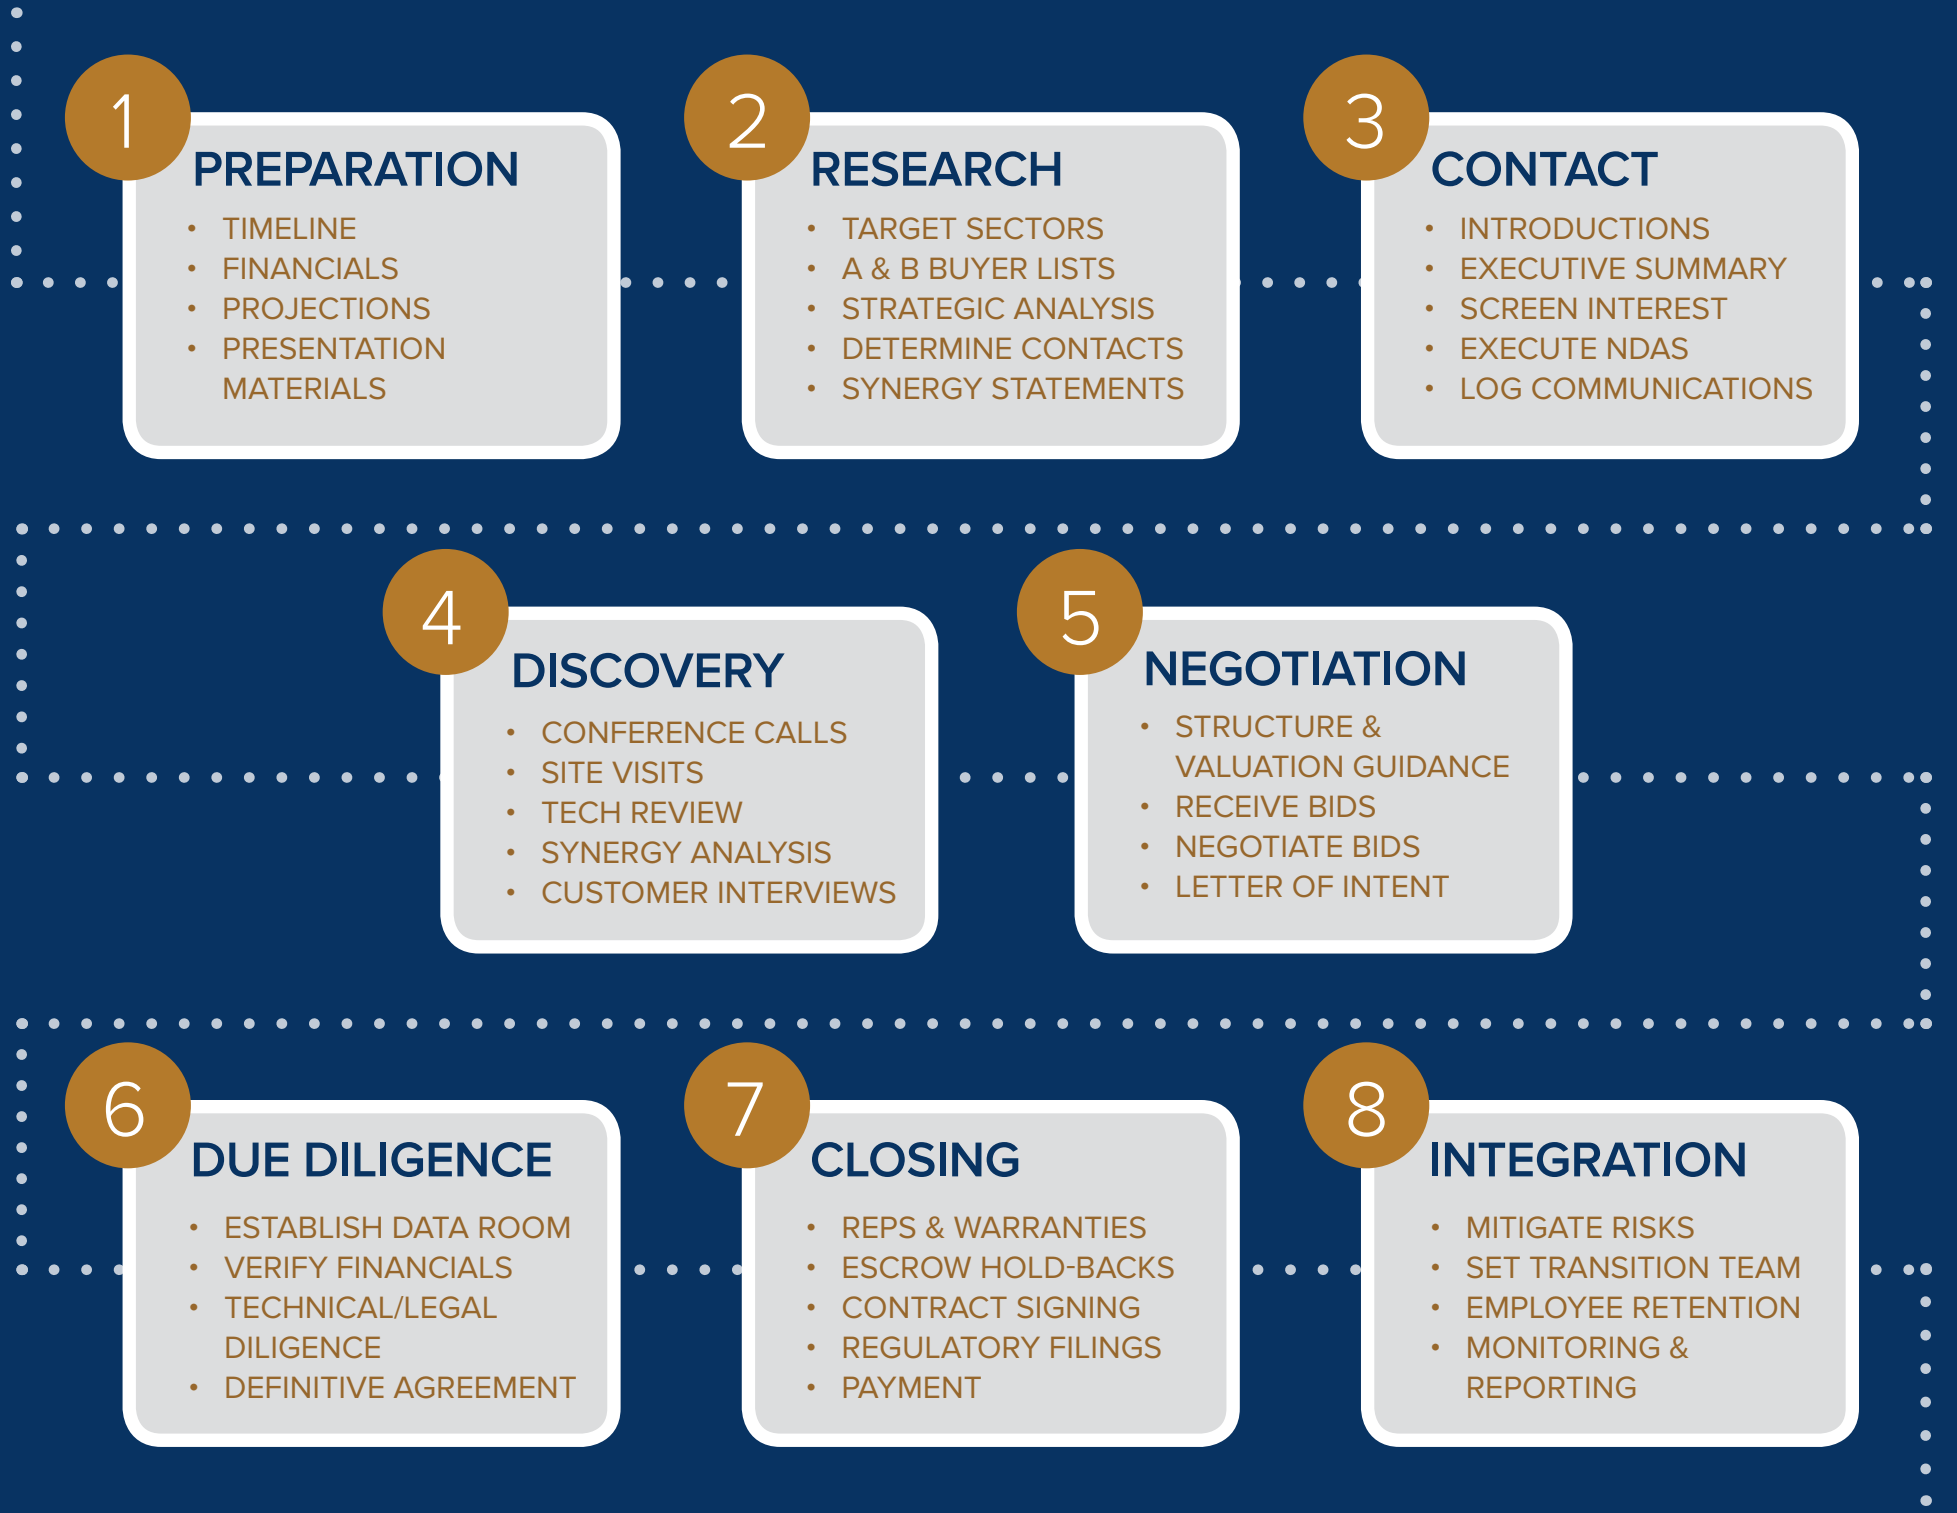 1
PREPARATION
• TIMELINE
• FINANCIALS
• PROJECTIONS
• PRESENTATION
MATERIALS
2
RESEARCH
• TARGET SECTORS
• A & B BUYER LISTS
• STRATEGIC ANALYSIS
• DETERMINE CONTACTS
• SYNERGY STATEMENTS
3
CONTACT
• INTRODUCTIONS
• EXECUTIVE SUMMARY
• SCREEN INTEREST
• EXECUTE NDAS
• LOG COMMUNICATIONS
4
DISCOVERY
• CONFERENCE CALLS
• SITE VISITS
• TECH REVIEW
• SYNERGY ANALYSIS
• CUSTOMER INTERVIEWS
5
NEGOTIATION
• STRUCTURE &
VALUATION GUIDANCE
• RECEIVE BIDS
• NEGOTIATE BIDS
• LETTER OF INTENT
6
DUE DILIGENCE
• ESTABLISH DATA ROOM
• VERIFY FINANCIALS
• TECHNICAL/LEGAL
DILIGENCE
• DEFINITIVE AGREEMENT
7
CLOSING
• REPS & WARRANTIES
• ESCROW HOLD-BACKS
• CONTRACT SIGNING
• REGULATORY FILINGS
• PAYMENT
8
INTEGRATION
• MITIGATE RISKS
• SET TRANSITION TEAM
• EMPLOYEE RETENTION
• MONITORING &
REPORTING